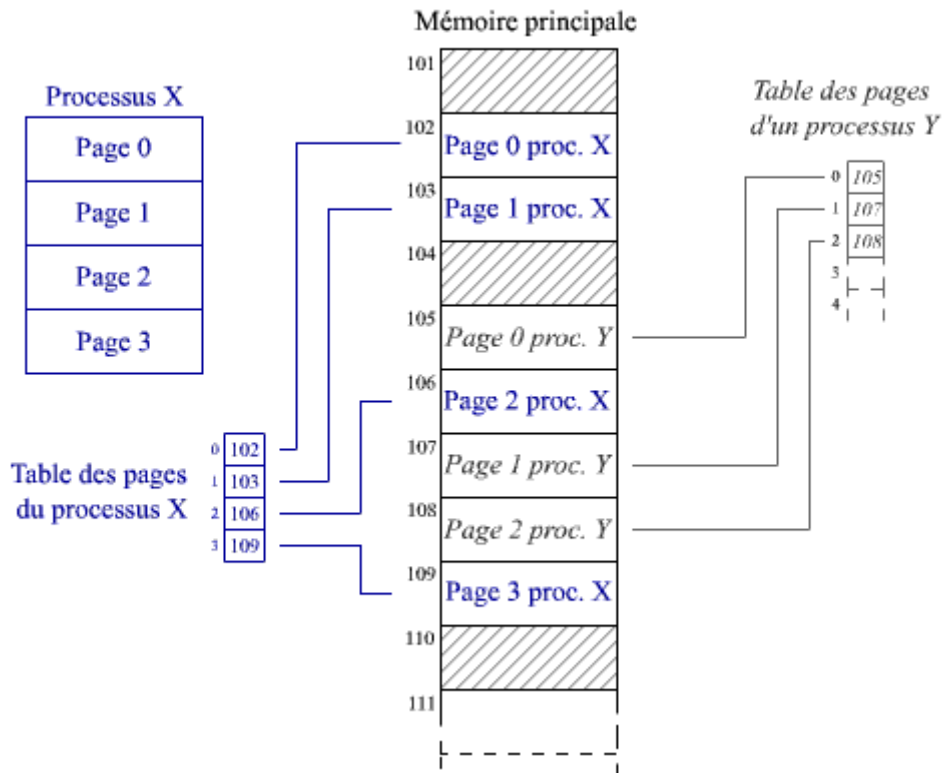 Mémoire principale
Processus X
Page 0
Page 1
Page 2
Page 3
Table des pages
du processus X
0 102
1 103
2 106
3 109
101
102
Page 0 proc. X
103
Page 1 proc. X
104
105
Page 0 proc. Y
106
Page 2 proc. X
107
Page 1 proc. Y
108
Page 2 proc. Y
109
Page 3 proc. X
110
111
Table des pages
d'un processus Y
0 105
1 107
2 108
3
4